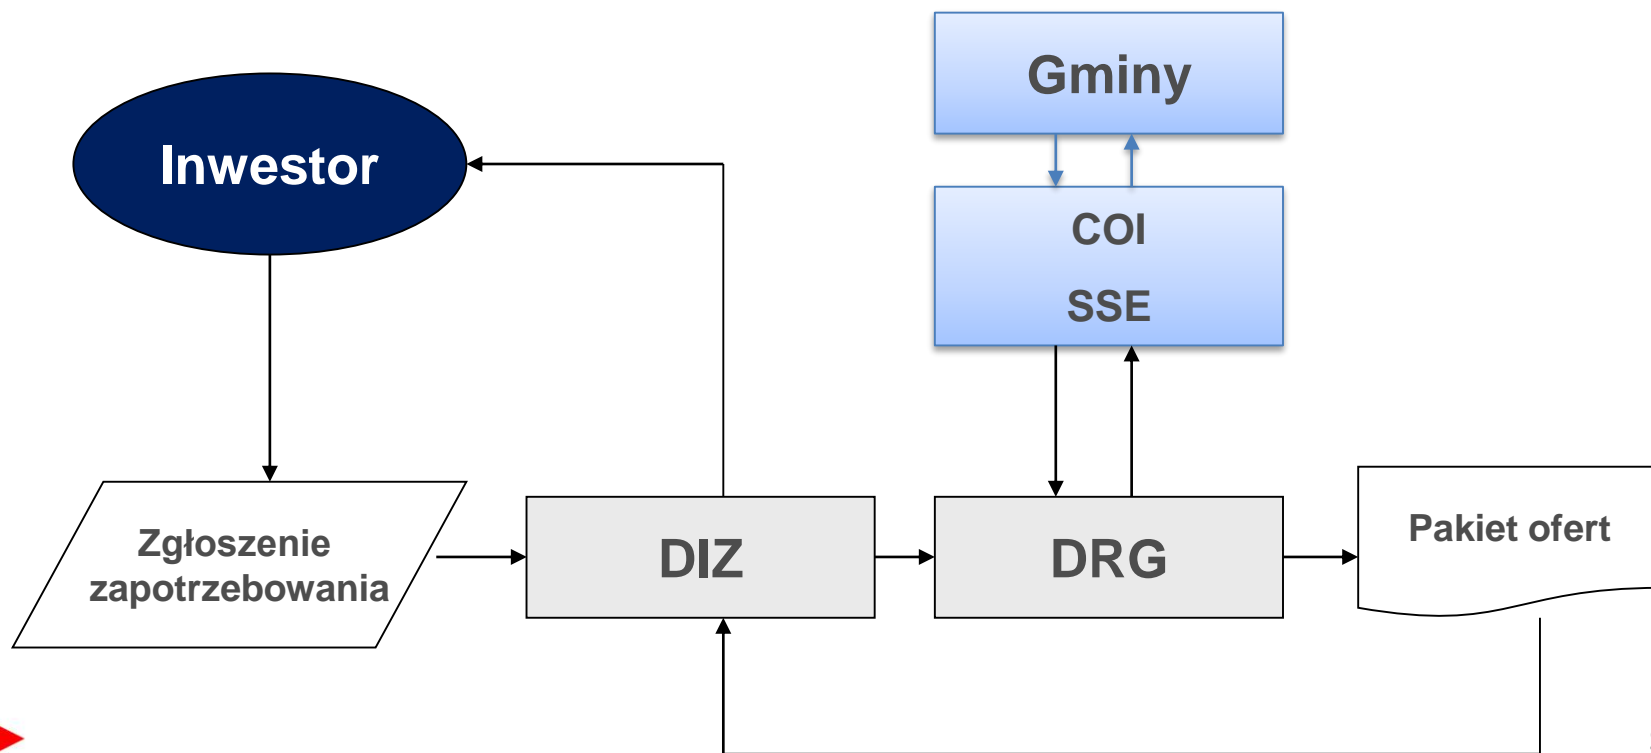 Gminy
Inwestor
COI
SSE
Zgłoszenie
zapotrzebowania
DIZ
DRG
Pakiet ofert